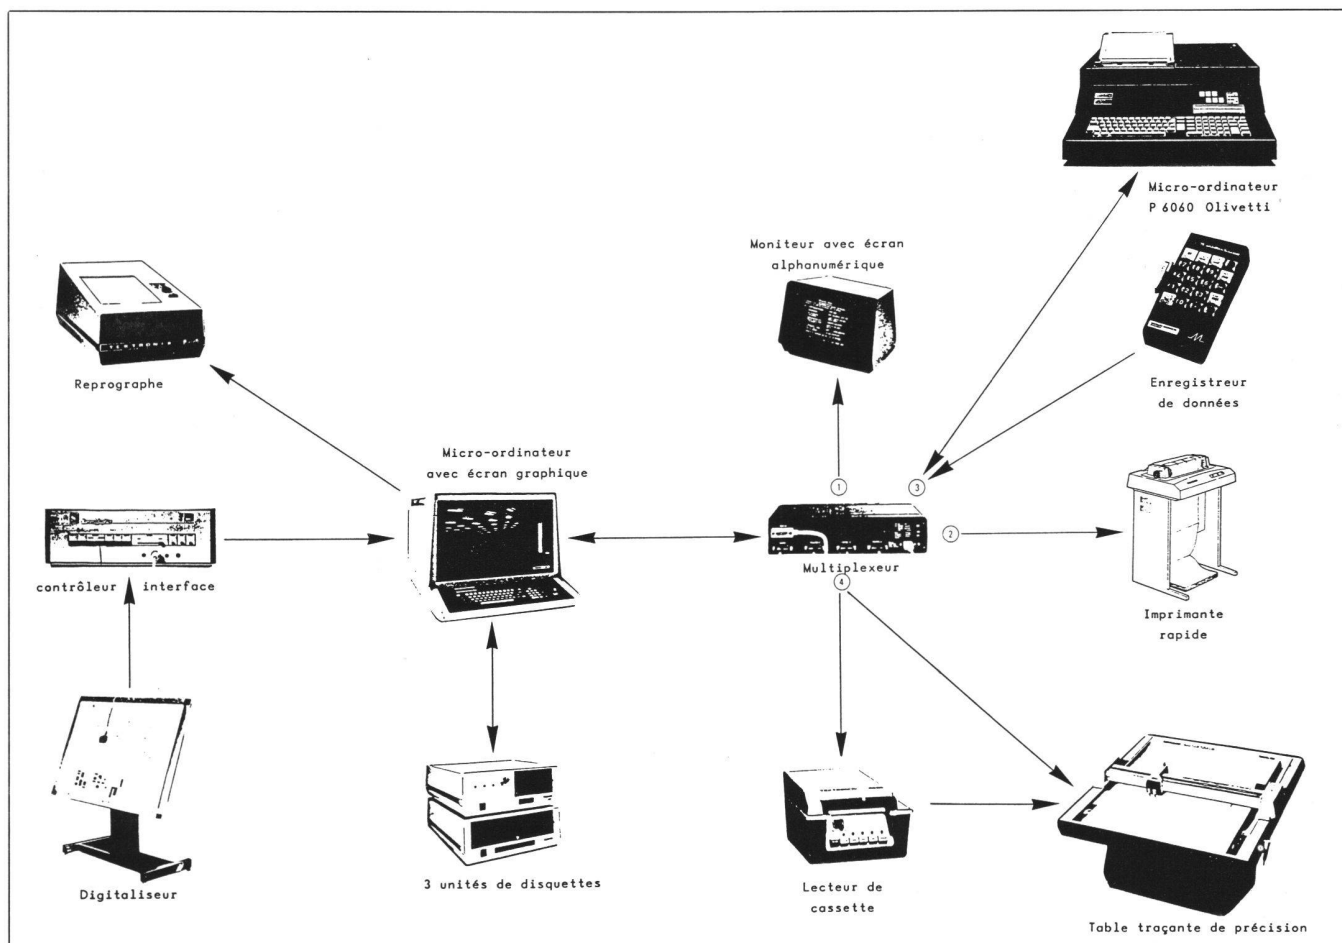 Micro-ordinateur
P 6060 Olivetti
Moniteur avec écran
alphanumérique
Reprographe
Enregistreur
de données
Micro-ordinateur
avec écran graphique
1
3
2
contrôleur interface
Multiplexeur
4
Imprimante
rapide
Digitaliseur
3 unités de disquettes
Lecteur de
cassette
Table traçante de précision